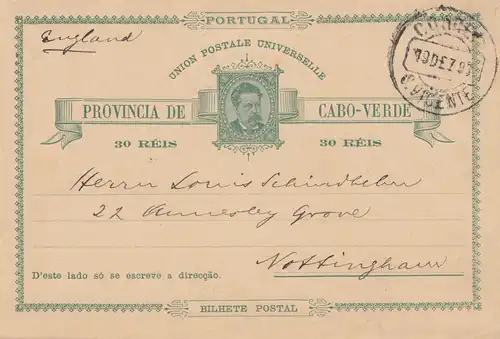 PORTUGAL
England
UNION POSTALE UNIVERSELLE
S. VICENTE
PROVINCIA DE CABO-VERDE
30 RÉIS 30 RÉIS
Herrn Louis Schindhelm
22 Annesley Grove
Nottingham
D'este lado só se escreve a direcção.
BILHETE POSTAL